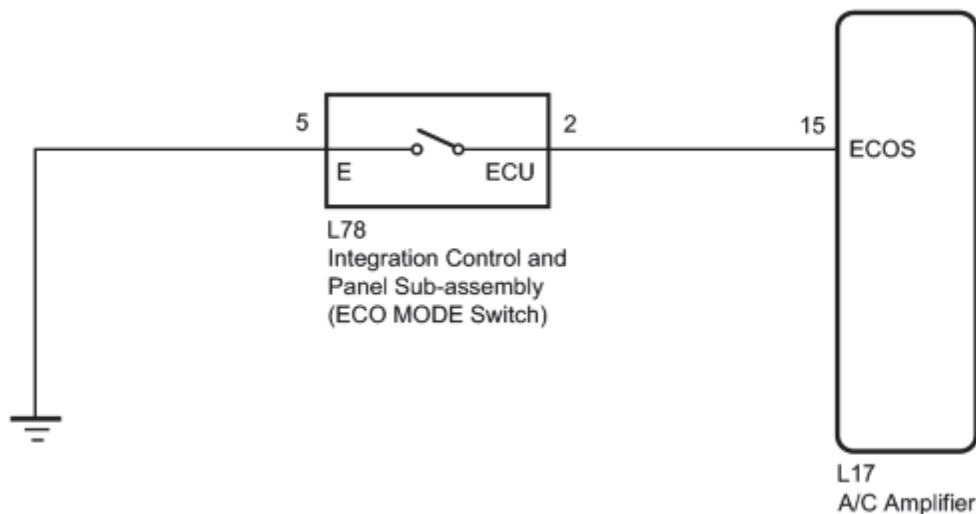 5
2
15
E
ECU
ECOS
L78
Integration Control and
Panel Sub-assembly
(ECO MODE Switch)
L17
A/C Amplifier